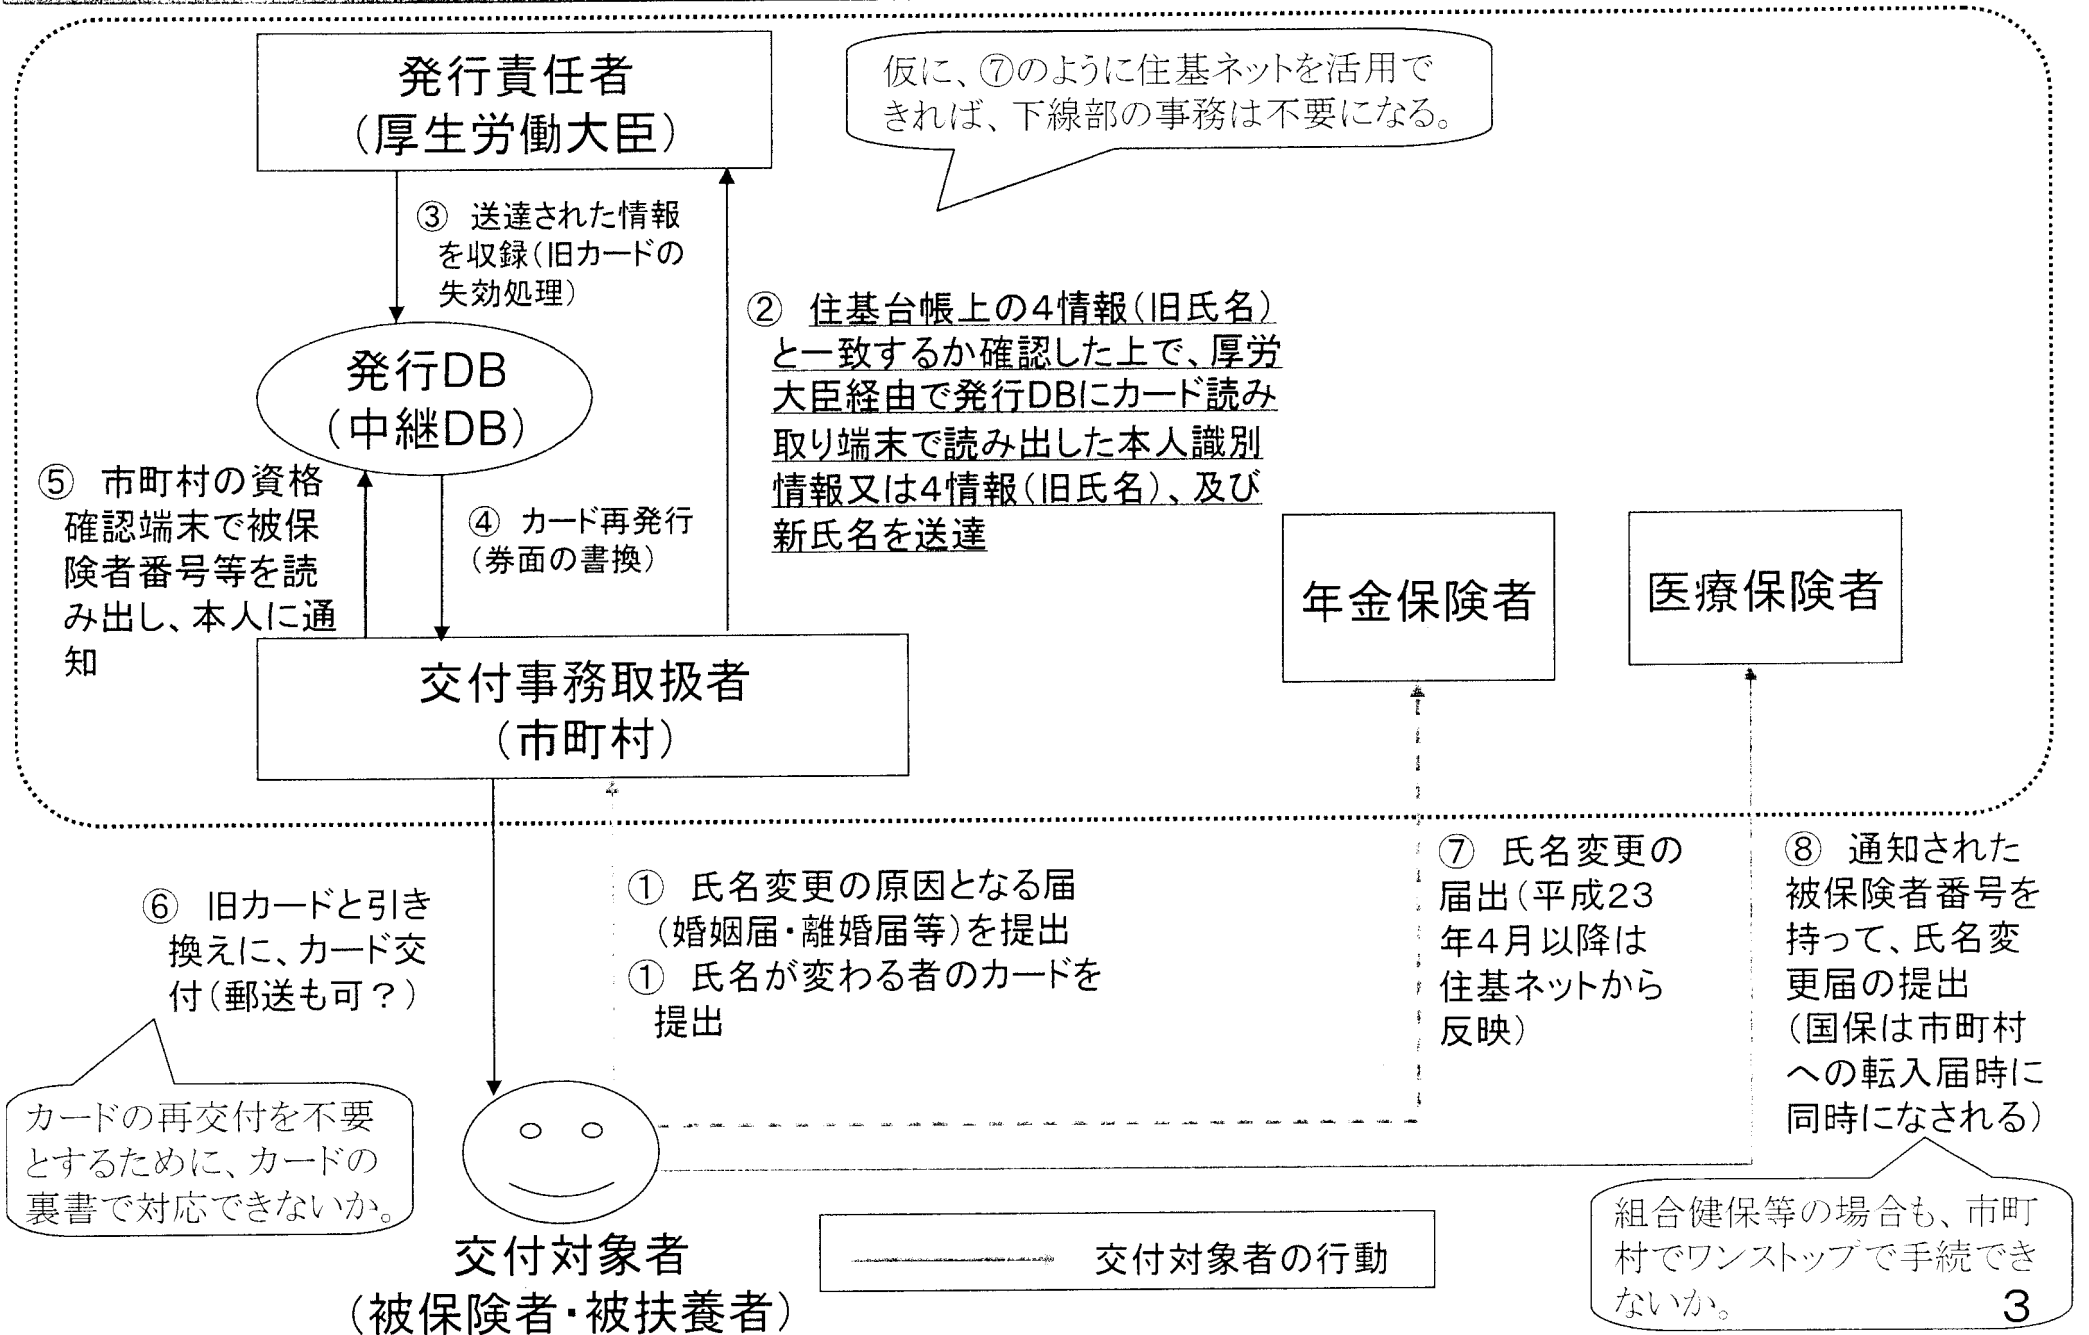 発行責任者
（厚生労働大臣）
仮に、⑦のように住基ネットを活用で
きれば、下線部の事務は不要になる。
③ 送達された情報
を収録（旧カードの
失効処理）
② 住基台帳上の４情報（旧氏名）
と一致するか確認した上で、厚労
大臣経由で発行DBにカード読み
取り端末で読み出した本人識別
情報又は４情報（旧氏名）、及び
新氏名を送達
発行DB
（中継DB）
⑤ 市町村の資格
確認端末で被保
険者番号等を読
み出し、本人に通
知
④ カード再発行
（券面の書換）
年金保険者
医療保険者
交付事務取扱者
（市町村）
⑥ 旧カードと引き
換えに、カード交
付（郵送も可？）
① 氏名変更の原因となる届
（婚姻届・離婚届等）を提出
① 氏名が変わる者のカードを
提出
⑦ 氏名変更の
届出（平成２３
年４月以降は
住基ネットから
反映）
⑧ 通知された
被保険者番号を
持って、氏名変
更届の提出
（国保は市町村
への転入届時に
同時になされる）
カードの再交付を不要
とするために、カードの
裏書で対応できないか。
交付対象者
（被保険者・被扶養者）
交付対象者の行動
組合健保等の場合も、市町
村でワンストップで手続でき
ないか。
3